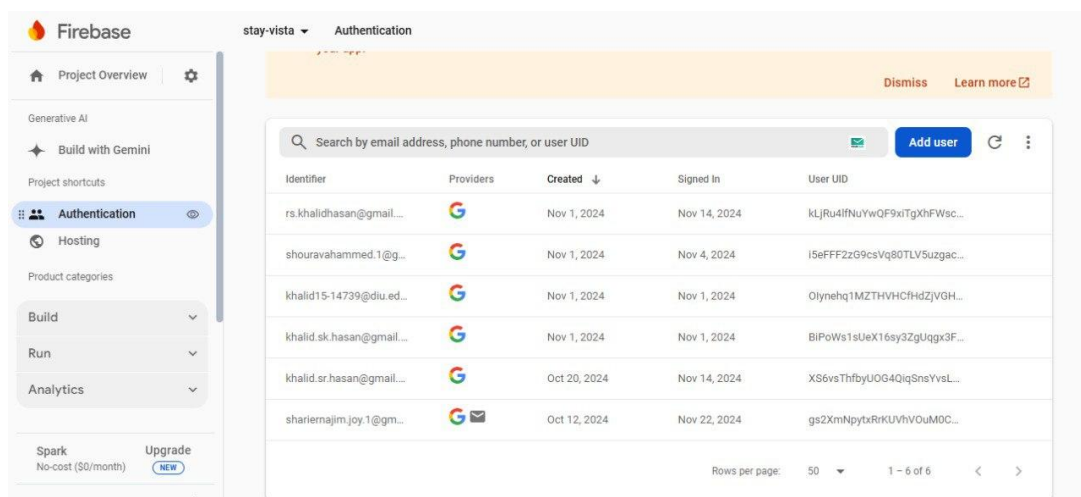 Firebase
stay-vista Authentication
Project Overview
Dismiss Learn more
Generative AI
Build with Gemini
Search by email address, phone number, or user UID
Add user
Project shortcuts
Identifier Providers Created Signed In User UID
Authentication
rs.khalidhasan@gmail.... Nov 1, 2024 Nov 14, 2024 kLjRu4lfNuYwQF9xiTgXhFWsc...
Hosting
shouravahammed.1@g... Nov 1, 2024 Nov 4, 2024 i5eFFF2zG9csVq80TLV5uzgac...
Product categories
khalid15-14739@diu.ed... Nov 1, 2024 Nov 1, 2024 Olynehq1MZTHVHCfHdZjVGH...
Build
khalid.sk.hasan@gmail.... Nov 1, 2024 Nov 1, 2024 BiPoWs1sUeX16sy3ZgUqgx3F...
Run
khalid.sr.hasan@gmail.... Oct 20, 2024 Nov 14, 2024 XS6vsThfbyUOG4QiqSnsYvsL...
Analytics
shariernajim.joy.1@gm... Oct 12, 2024 Nov 22, 2024 gs2XmNpytxRrKUVhVOuM0C...
Spark Upgrade
No-cost ($0/month) NEW
Rows per page: 50 1 – 6 of 6